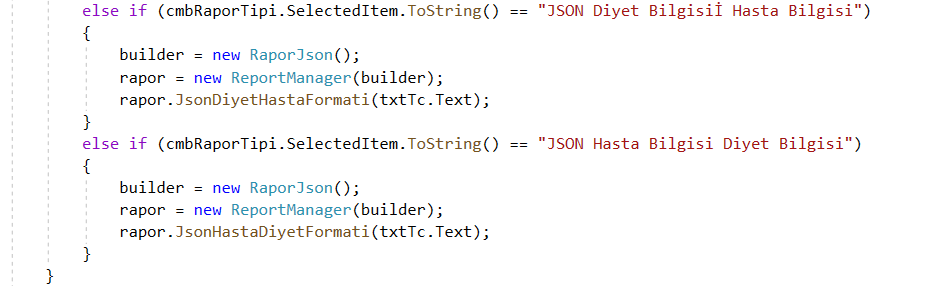 else if (cmbRaporTipi.SelectedItem.ToString() == "JSON Diyet Bilgisiİ Hasta Bilgisi")
{
builder = new RaporJson();
rapor = new ReportManager(builder);
rapor.JsonDiyetHastaFormati(txtTc.Text);
}
else if (cmbRaporTipi.SelectedItem.ToString() == "JSON Hasta Bilgisi Diyet Bilgisi")
{
builder = new RaporJson();
rapor = new ReportManager(builder);
rapor.JsonHastaDiyetFormati(txtTc.Text);
}
}